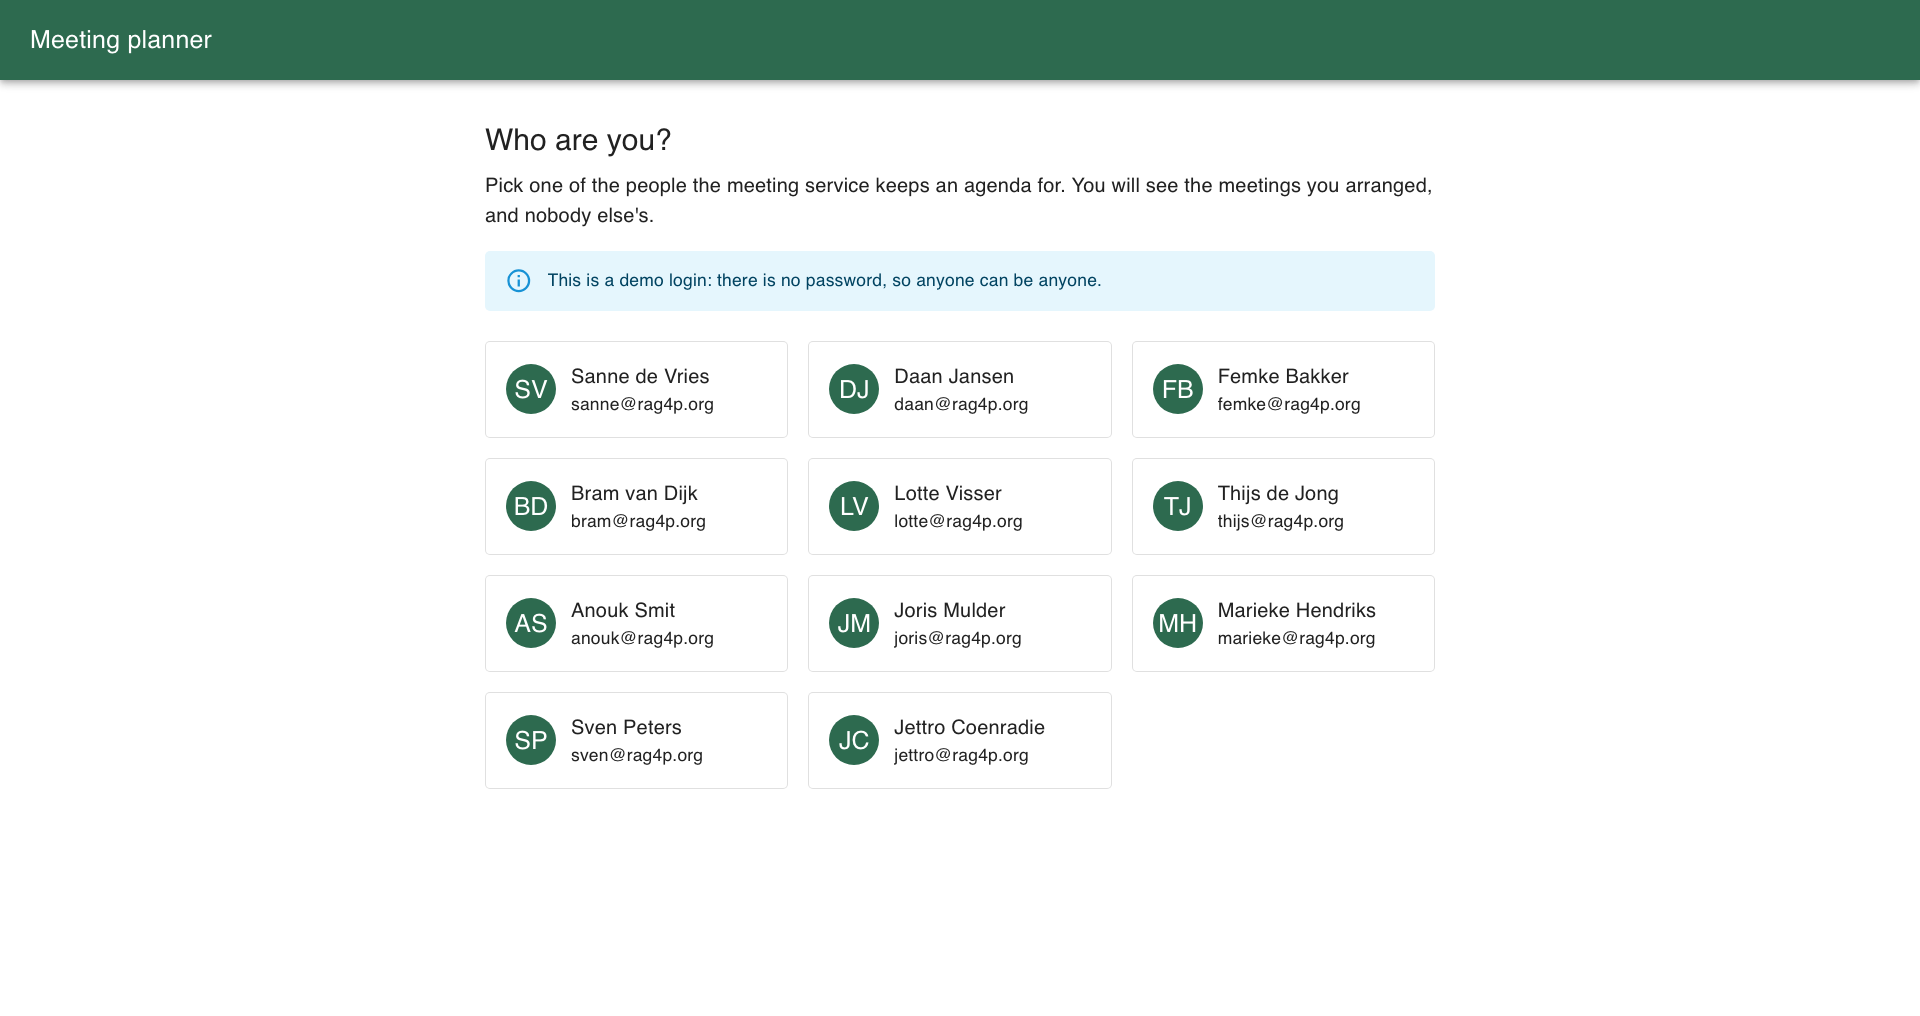 Meeting planner
Who are you?
Pick one of the people the meeting service keeps an agenda for. You will see the meetings you arranged,
and nobody else's.
This is a demo login: there is no password, so anyone can be anyone.
SV
Sanne de Vries
sanne@rag4p.org
DJ
Daan Jansen
daan@rag4p.org
FB
Femke Bakker
femke@rag4p.org
BD
Bram van Dijk
bram@rag4p.org
LV
Lotte Visser
lotte@rag4p.org
TJ
Thijs de Jong
thijs@rag4p.org
AS
Anouk Smit
anouk@rag4p.org
JM
Joris Mulder
joris@rag4p.org
MH
Marieke Hendriks
marieke@rag4p.org
SP
Sven Peters
sven@rag4p.org
JC
Jettro Coenradie
jettro@rag4p.org